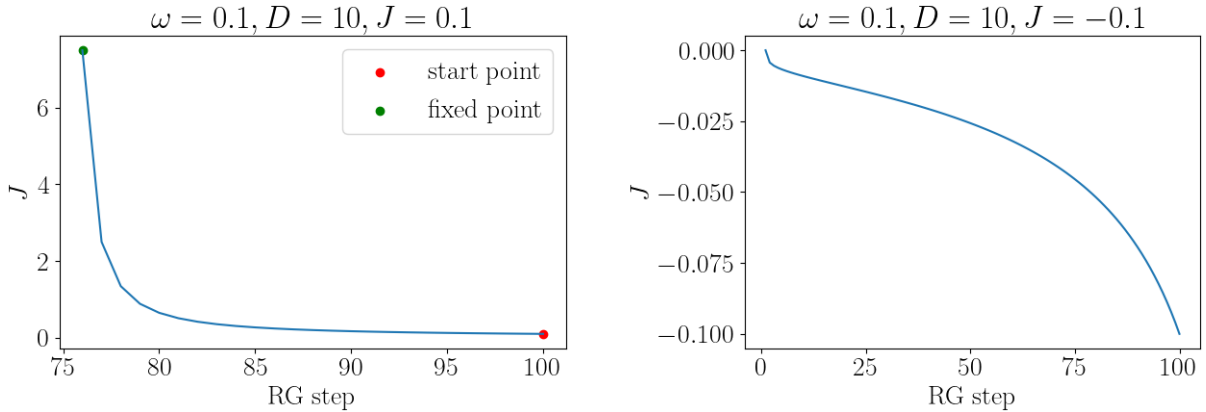 ω = 0.1, D = 10, J = 0.1
6
4
2
0
J
75
80
85
90
95
100
RG step
start point
fixed point
ω = 0.1, D = 10, J = −0.1
0.000
−0.025
−0.050
−0.075
−0.100
J
0
25
50
75
100
RG step